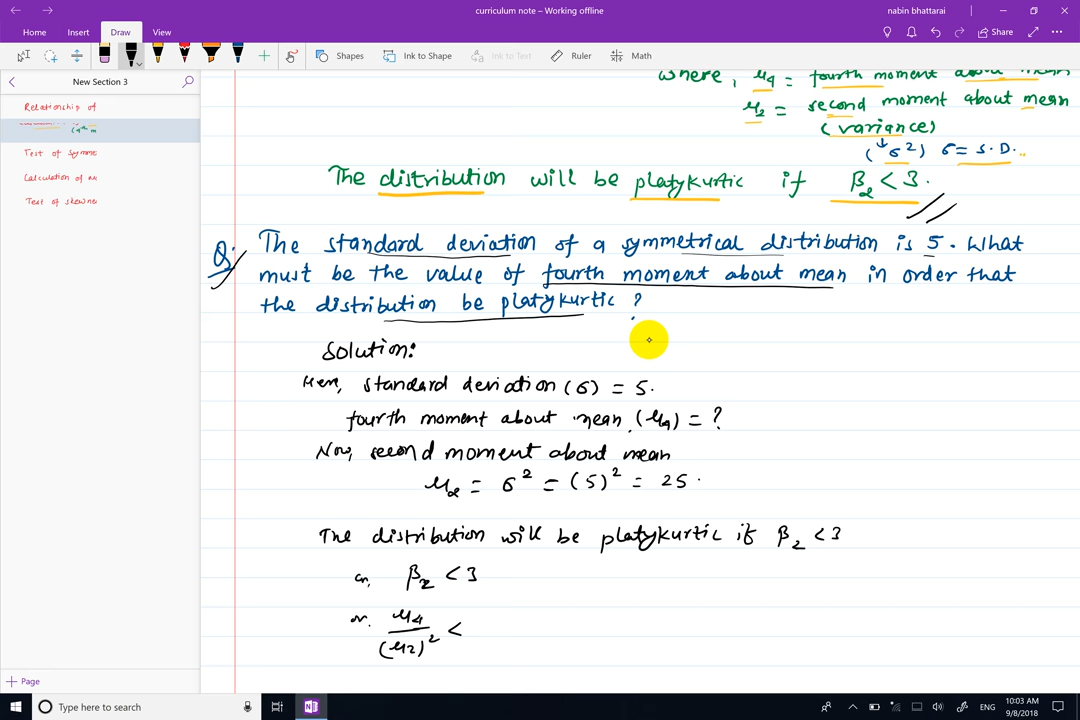 curriculum note – Working offline
nabin bhattarai
Home Insert Draw View
Share
Shapes Ink to Shape Ink to Text Ruler Math
New Section 3
Relationship of
(4th m
Test of symme
Calculation of
Test of skewne
Page
where, μ4 = fourth moment about mean
μ2 = second moment about mean
(variance)
(↓ σ2) σ = S.D.
The distribution will be platykurtic if β2 < 3.
Q: The standard deviation of a symmetrical distribution is 5. What
must be the value of fourth moment about mean in order that
the distribution be platykurtic ?
Solution:
Here, standard deviation (σ) = 5.
fourth moment about mean (μ4) = ?
Now, second moment about mean
μ2 = σ2 = (5)2 = 25.
The distribution will be platykurtic if β2 < 3
or, β2 < 3
or. μ4 / (μ2)2 <
Type here to search
ENG
10:03 AM
9/8/2018